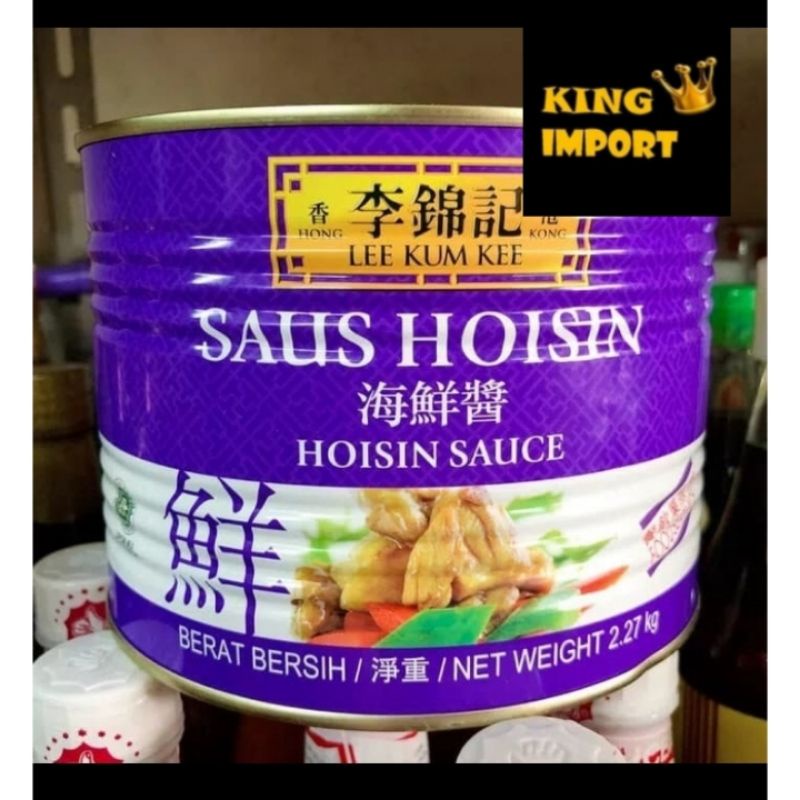 KING
IMPORT
香 李錦記 港
HONG KONG
LEE KUM KEE
SAUS HOISIN
海鮮醬
HOISIN SAUCE
鮮
BERAT BERSIH / 淨重 / NET WEIGHT 2.27 kg